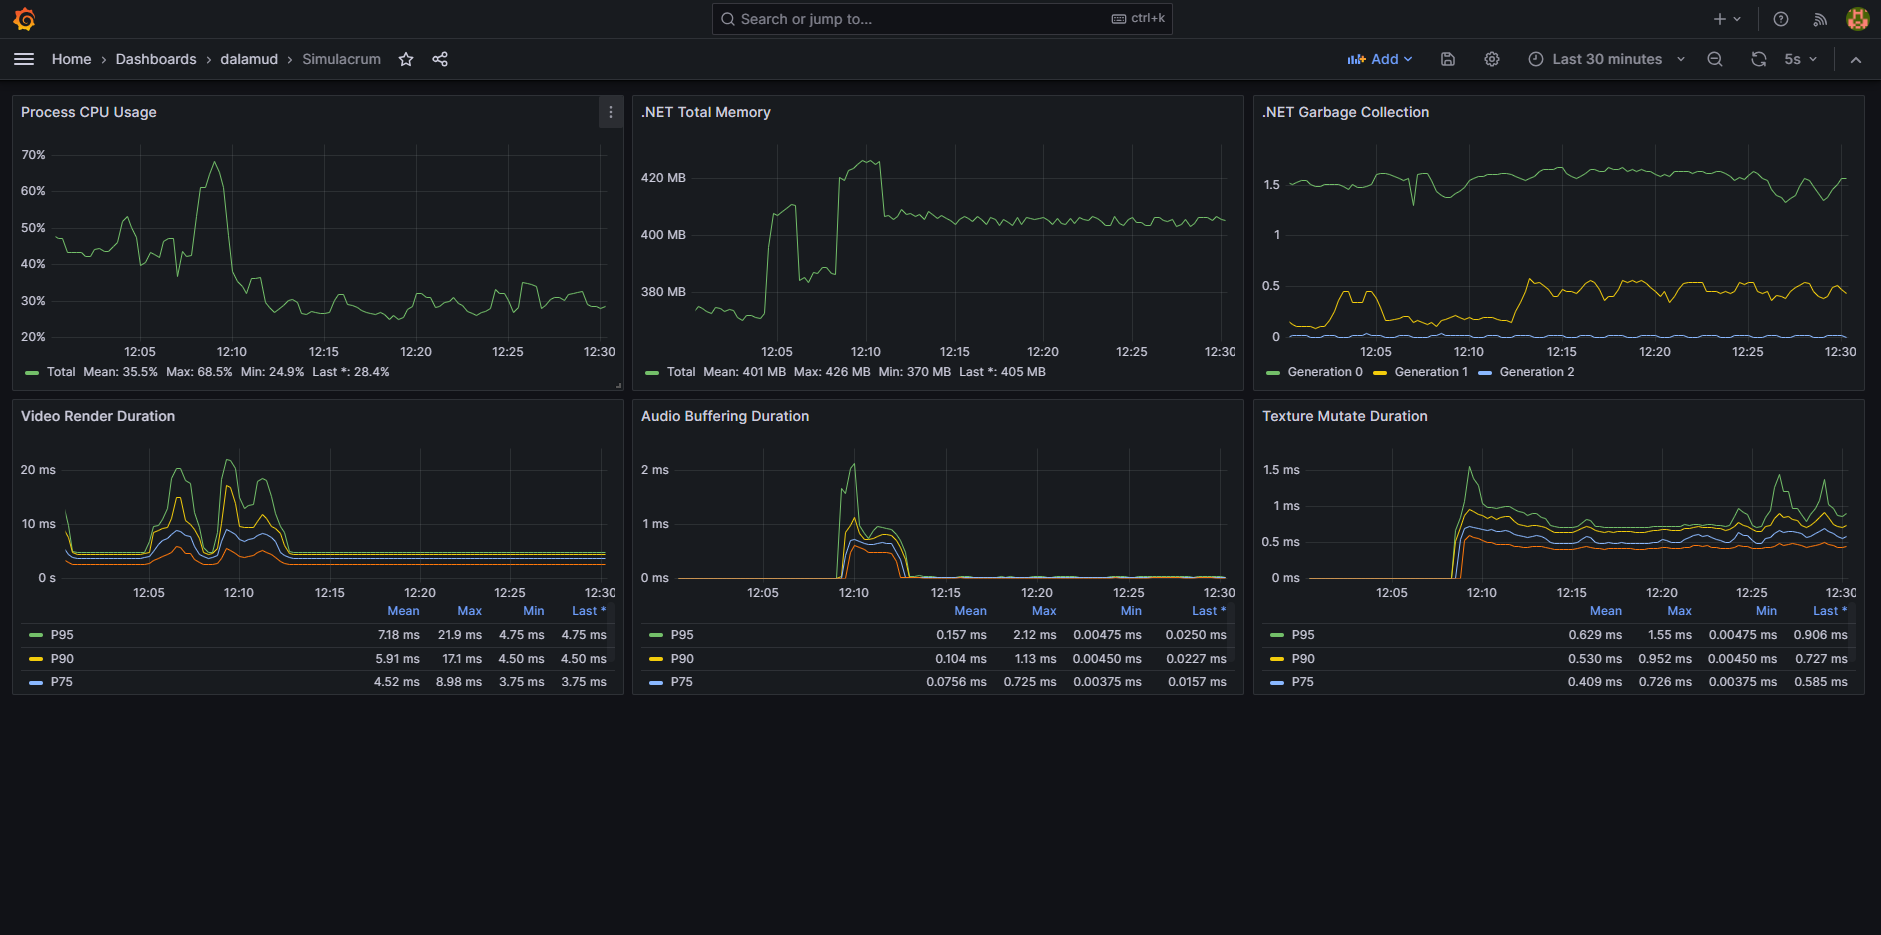 Search or jump to... ctrl+k
Home › Dashboards › dalamud › Simulacrum Add Last 30 minutes 5s
Process CPU Usage
70%
60%
50%
40%
30%
20%
12:05 12:10 12:15 12:20 12:25 12:30
Total Mean: 35.5% Max: 68.5% Min: 24.9% Last *: 28.4%
.NET Total Memory
420 MB
400 MB
380 MB
12:05 12:10 12:15 12:20 12:25 12:30
Total Mean: 401 MB Max: 426 MB Min: 370 MB Last *: 405 MB
.NET Garbage Collection
1.5
1
0.5
0
12:05 12:10 12:15 12:20 12:25 12:30
Generation 0 Generation 1 Generation 2
Video Render Duration
20 ms
10 ms
0 s
12:05 12:10 12:15 12:20 12:25 12:30
Mean Max Min Last *
P95 7.18 ms 21.9 ms 4.75 ms 4.75 ms
P90 5.91 ms 17.1 ms 4.50 ms 4.50 ms
P75 4.52 ms 8.98 ms 3.75 ms 3.75 ms
Audio Buffering Duration
2 ms
1 ms
0 ms
12:05 12:10 12:15 12:20 12:25 12:30
Mean Max Min Last *
P95 0.157 ms 2.12 ms 0.00475 ms 0.0250 ms
P90 0.104 ms 1.13 ms 0.00450 ms 0.0227 ms
P75 0.0756 ms 0.725 ms 0.00375 ms 0.0157 ms
Texture Mutate Duration
1.5 ms
1 ms
0.5 ms
0 ms
12:05 12:10 12:15 12:20 12:25 12:30
Mean Max Min Last *
P95 0.629 ms 1.55 ms 0.00475 ms 0.906 ms
P90 0.530 ms 0.952 ms 0.00450 ms 0.727 ms
P75 0.409 ms 0.726 ms 0.00375 ms 0.585 ms